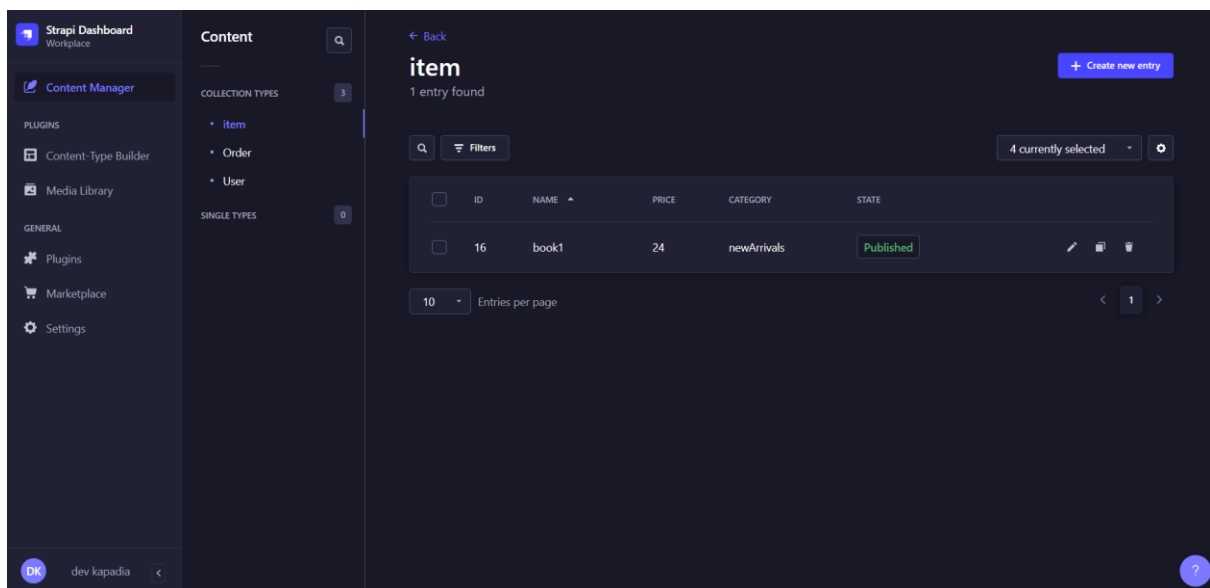 Strapi Dashboard
Workplace
Content Manager
PLUGINS
Content-Type Builder
Media Library
GENERAL
Plugins
Marketplace
Settings
DK dev kapadia
Content
COLLECTION TYPES 3
item
Order
User
SINGLE TYPES 0
← Back
item
1 entry found
+ Create new entry
Filters
4 currently selected
ID NAME PRICE CATEGORY STATE
16 book1 24 newArrivals Published
10 Entries per page
< 1 >
?